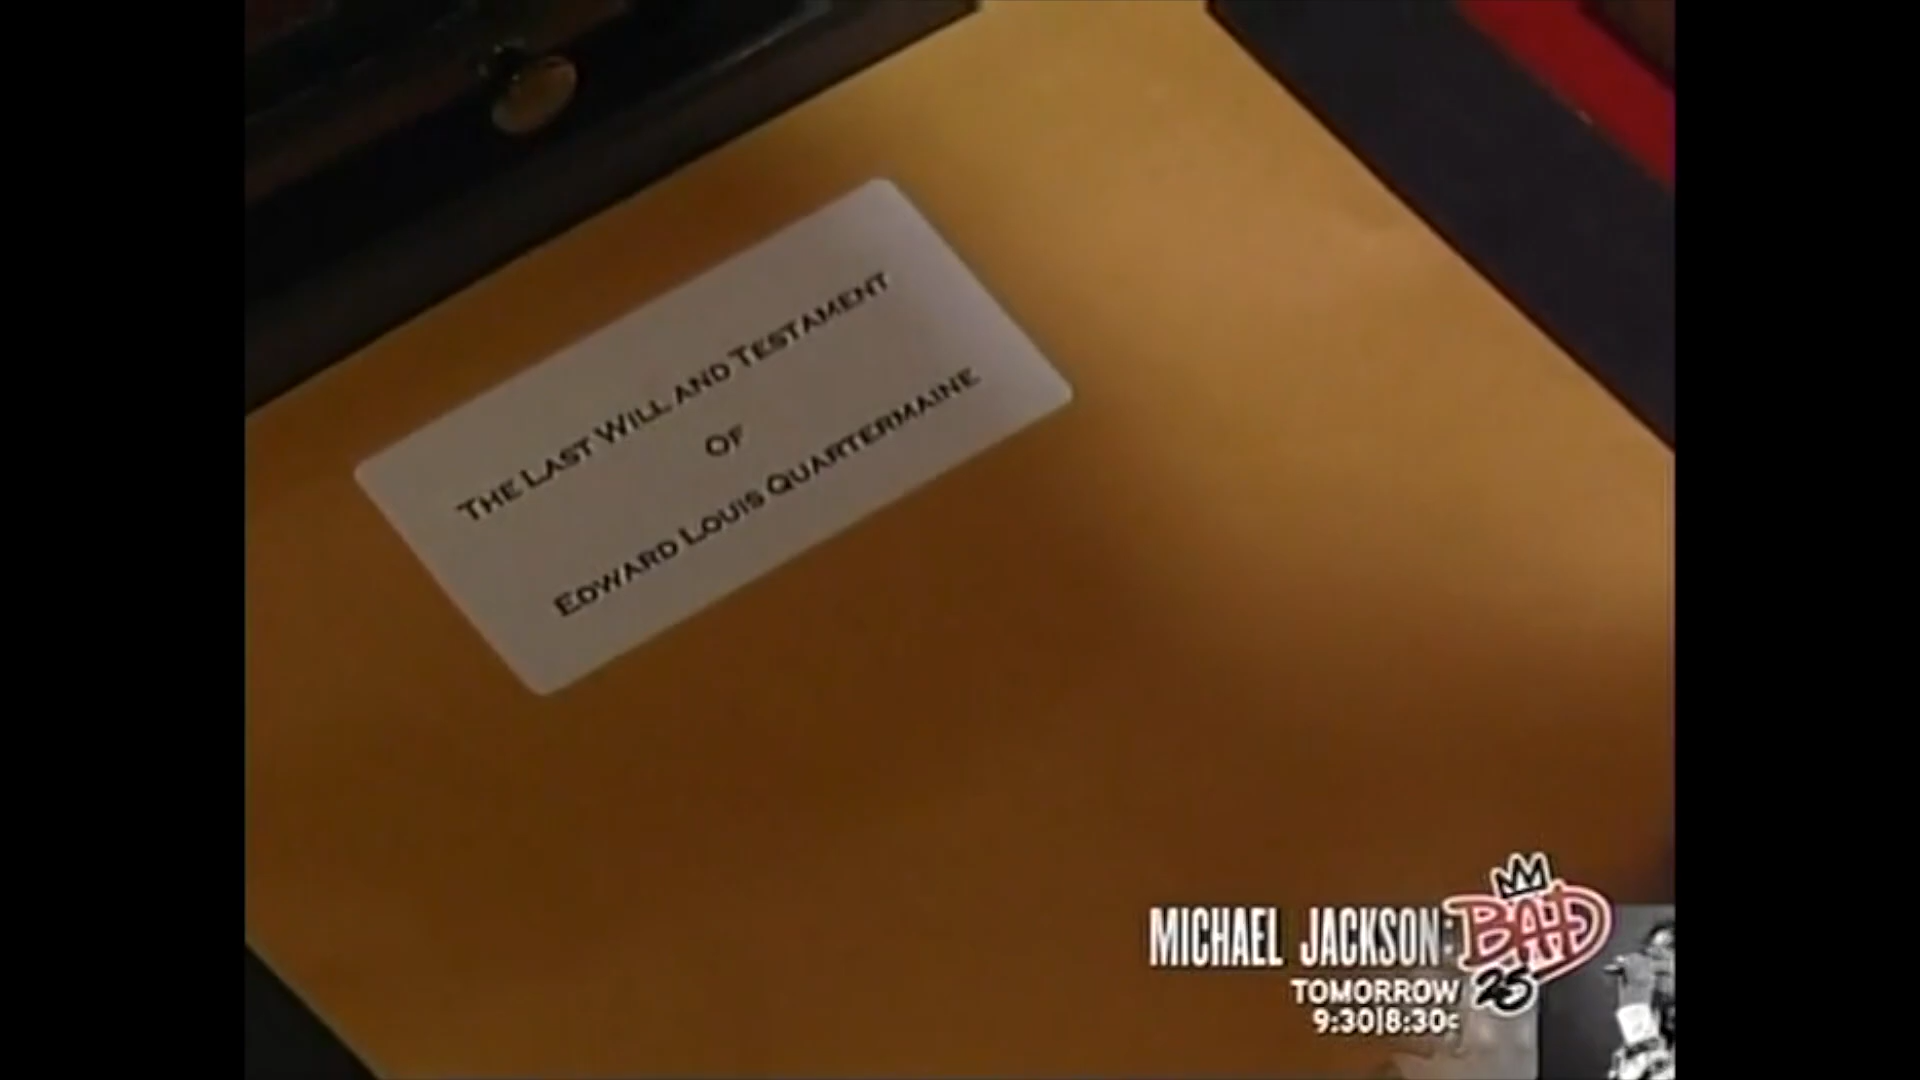 The Last Will and Testament
of
Edward Louis Quartermaine
MICHAEL JACKSON: BAD
25
TOMORROW
9:30|8:30c